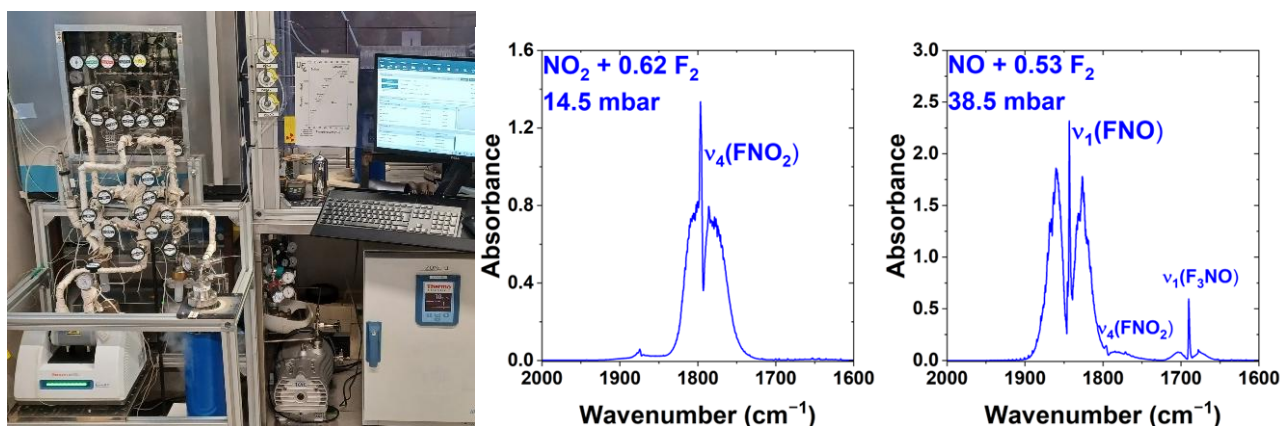 UF₆
Thermo
NO₂ + 0.62 F₂
14.5 mbar
ν₄(FNO₂)
Absorbance
1.6
1.2
0.8
0.4
0.0
2000
1900
1800
1700
1600
Wavenumber (cm⁻¹)
NO + 0.53 F₂
38.5 mbar
ν₁(FNO)
ν₄(FNO₂)
ν₁(F₃NO)
Absorbance
3.0
2.5
2.0
1.5
1.0
0.5
0.0
2000
1900
1800
1700
1600
Wavenumber (cm⁻¹)